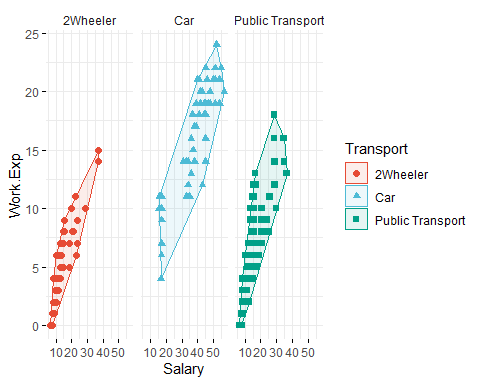 2Wheeler Car Public Transport
25
20
15
10
5
0
Work.Exp
10 20 30 40 50 10 20 30 40 50 10 20 30 40 50
Salary
Transport
2Wheeler
Car
Public Transport